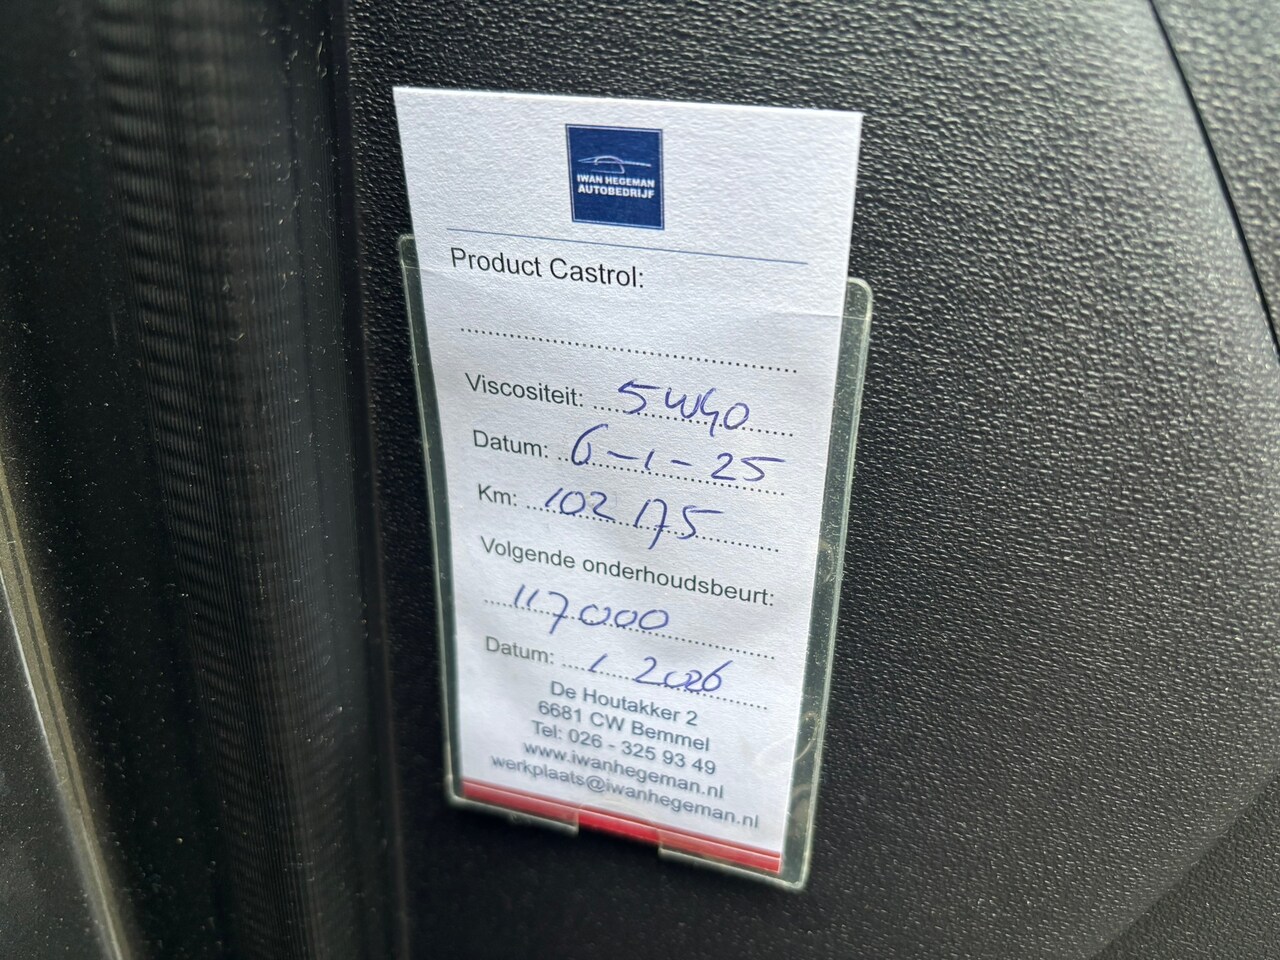 IWAN HEGEMAN
AUTOBEDRIJF
Product Castrol:
Viscositeit: 5W40
Datum: 6-1-25
Km: 102175
Volgende onderhoudsbeurt:
117000
Datum: 1 2026
De Houtakker 2
6681 CW Bemmel
Tel: 026 - 325 93 49
www.iwanhegeman.nl
werkplaats@iwanhegeman.nl